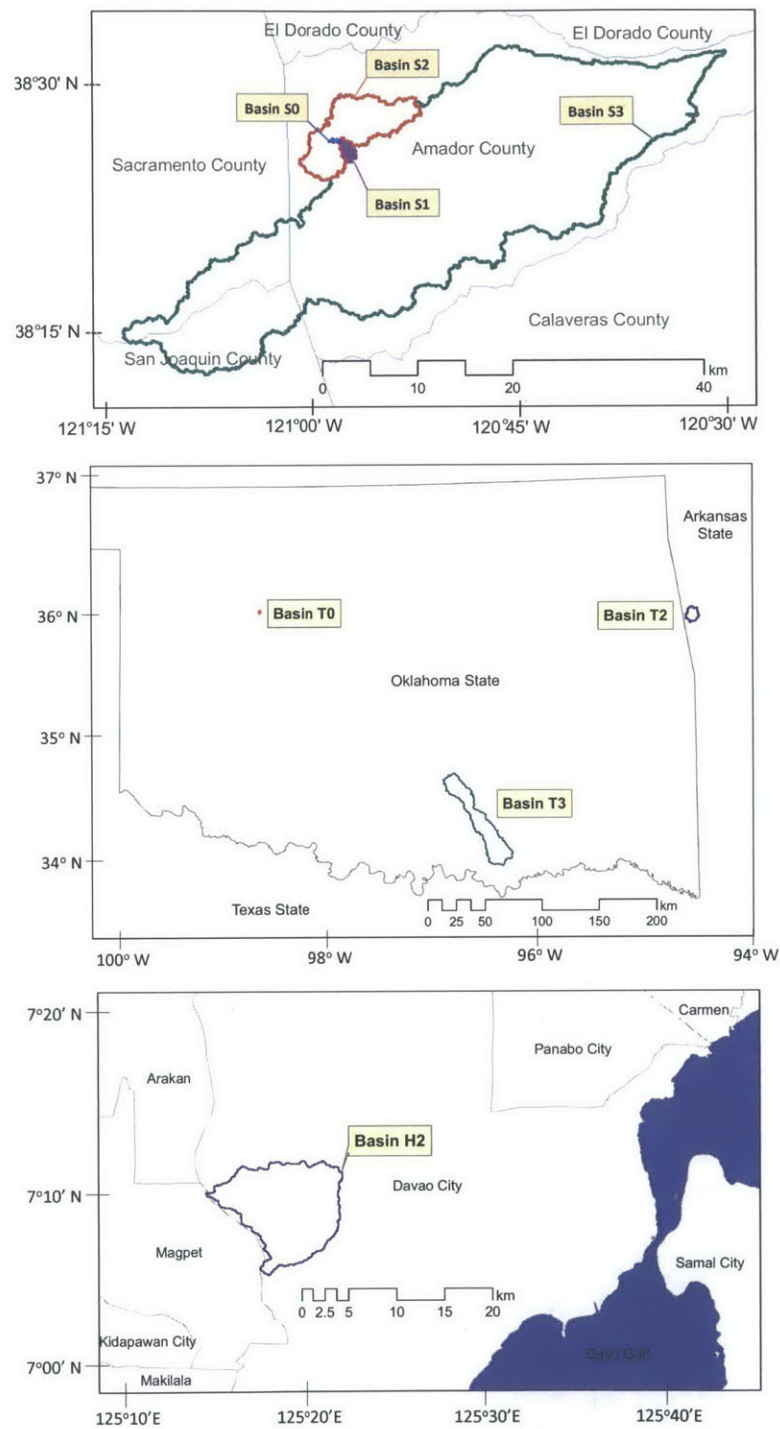 El Dorado County
El Dorado County
Basin S2
38°30' N
Basin S0
Basin S3
Amador County
Sacramento County
Basin S1
38°15' N
Calaveras County
San Joaquin County
km
0 10 20 40
121°15' W 121°00' W 120°45' W 120°30' W
37° N
Arkansas
State
36° N
Basin T0
Basin T2
Oklahoma State
35° N
Basin T3
34° N
Texas State
km
0 25 50 100 150 200
100° W 98° W 96° W 94° W
7°20' N
Carmen
Panabo City
Arakan
Basin H2
Davao City
7°10' N
Magpet
Samal City
km
0 2.5 5 10 15 20
Kidapawan City
Davo Gulf
7°00' N
Makilala
125°10'E 125°20'E 125°30'E 125°40'E